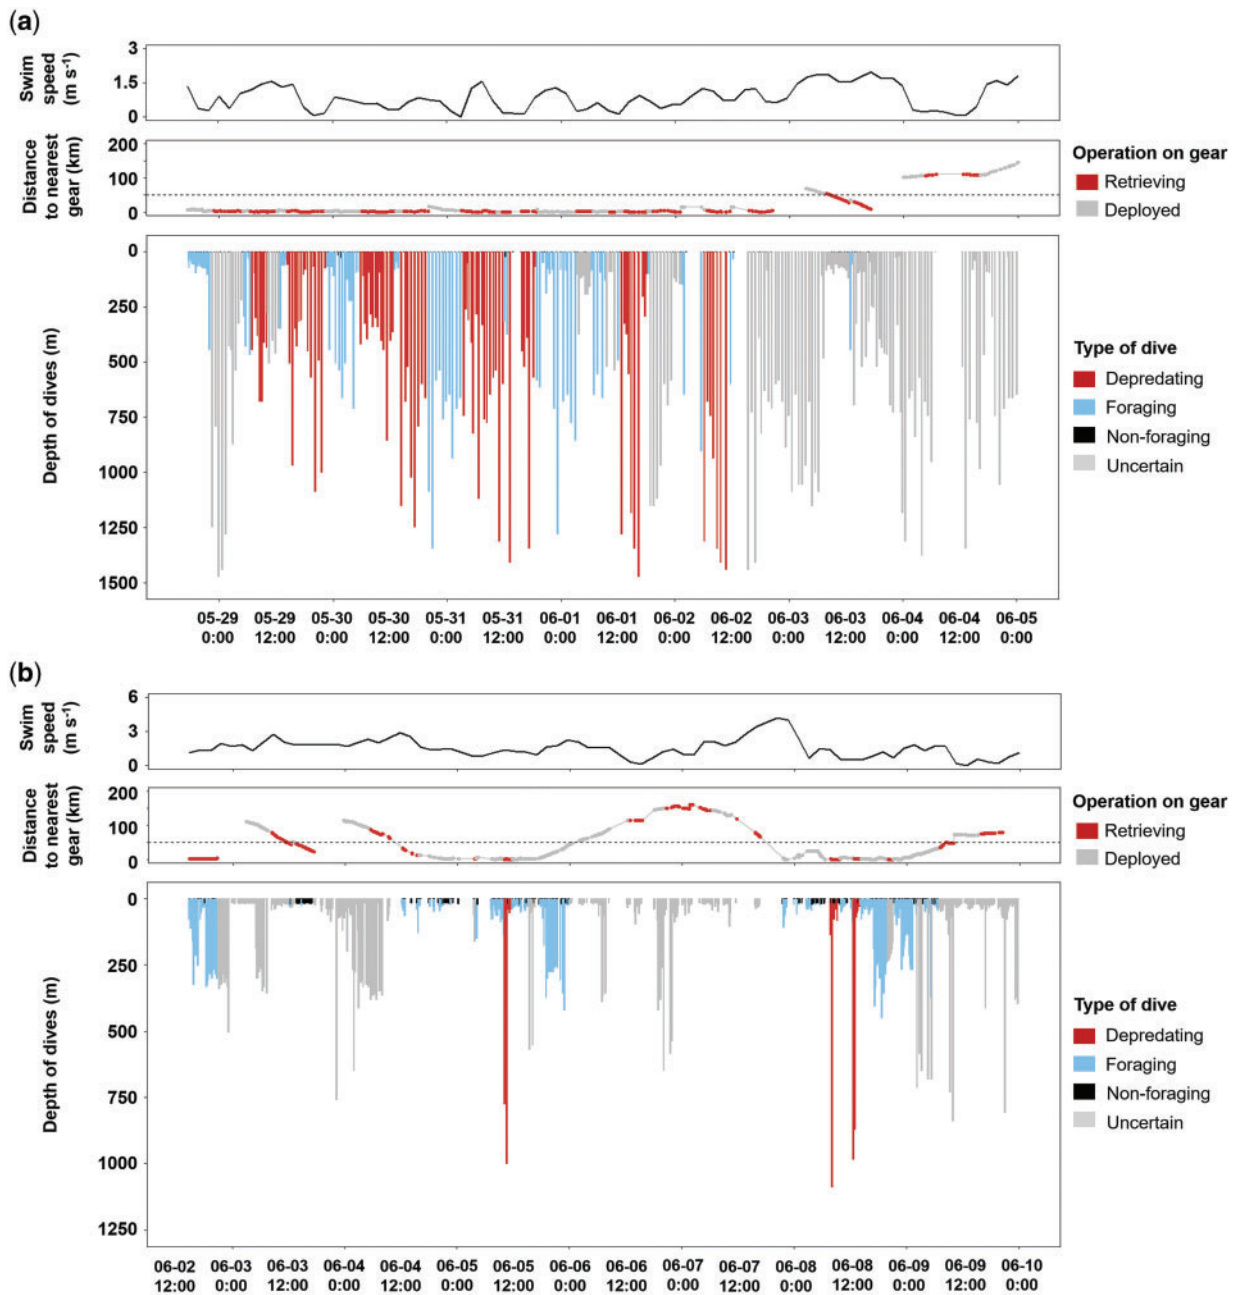 (a)
Swim
speed
(m s⁻¹)
3
1.5
0
Distance
to nearest
gear (km)
200
100
0
Operation on gear
Retrieving
Deployed
Depth of dives (m)
0
250
500
750
1000
1250
1500
Type of dive
Depredating
Foraging
Non-foraging
Uncertain
05-29 05-29 05-30 05-30 05-31 05-31 06-01 06-01 06-02 06-02 06-03 06-03 06-04 06-04 06-05
0:00 12:00 0:00 12:00 0:00 12:00 0:00 12:00 0:00 12:00 0:00 12:00 0:00 12:00 0:00
(b)
Swim
speed
(m s⁻¹)
6
3
0
Distance
to nearest
gear (km)
200
100
0
Operation on gear
Retrieving
Deployed
Depth of dives (m)
0
250
500
750
1000
1250
Type of dive
Depredating
Foraging
Non-foraging
Uncertain
06-02 06-03 06-03 06-04 06-04 06-05 06-05 06-06 06-06 06-07 06-07 06-08 06-08 06-09 06-09 06-10
12:00 0:00 12:00 0:00 12:00 0:00 12:00 0:00 12:00 0:00 12:00 0:00 12:00 0:00 12:00 0:00